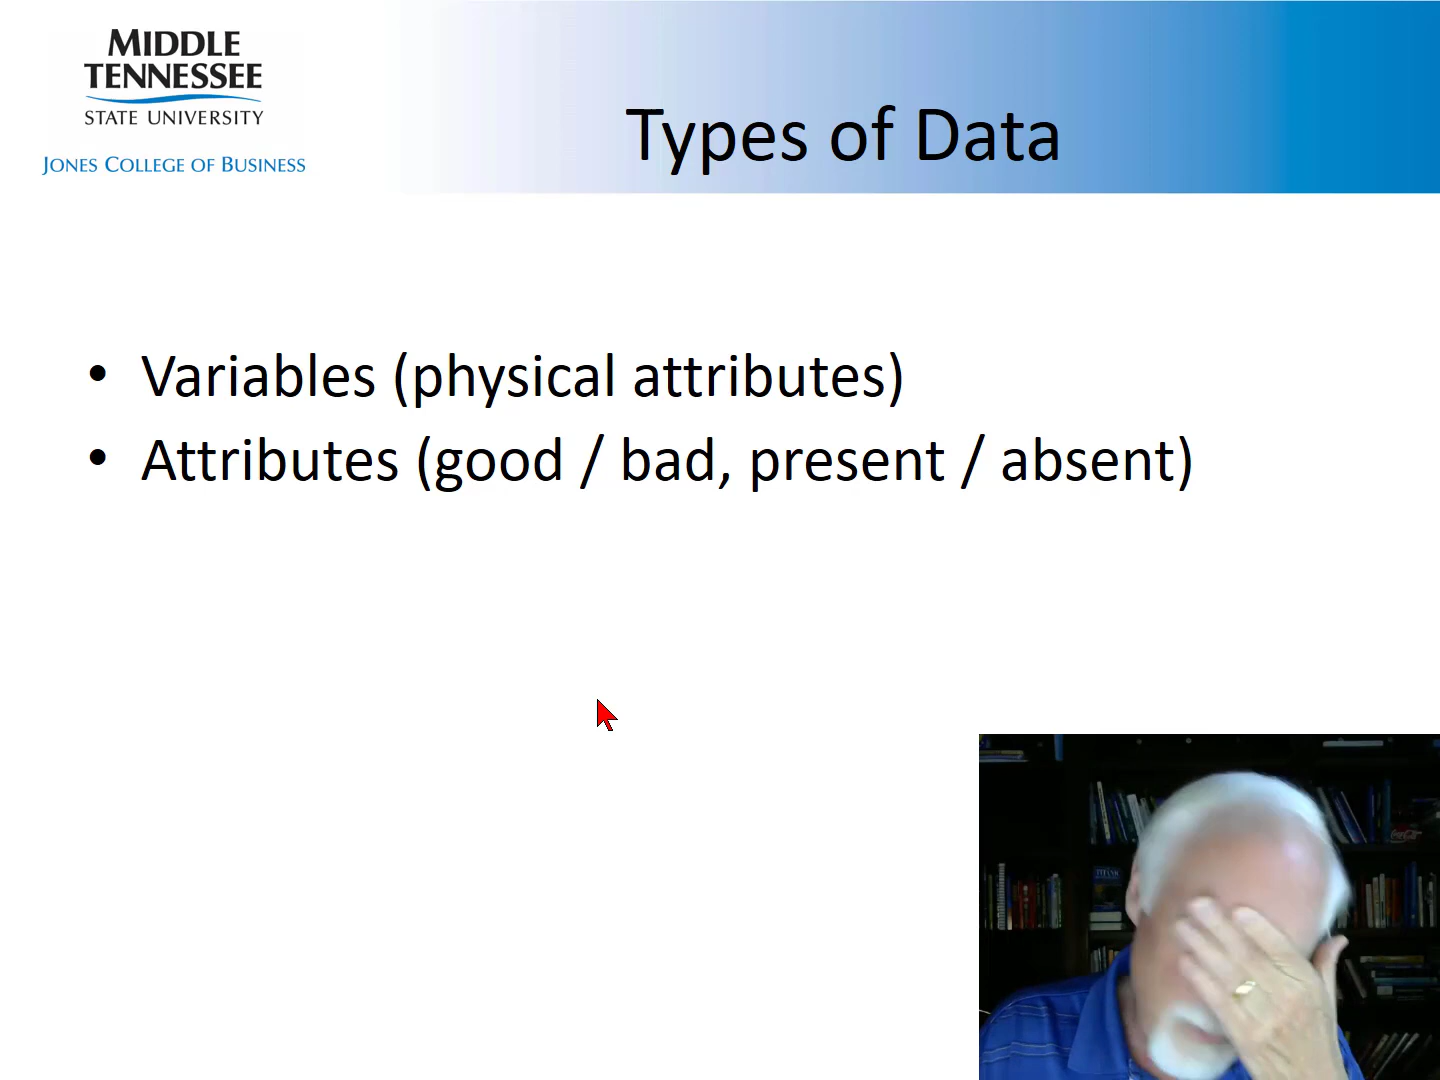 MIDDLE
TENNESSEE
STATE UNIVERSITY
JONES COLLEGE OF BUSINESS
Types of Data
• Variables (physical attributes)
• Attributes (good / bad, present / absent)